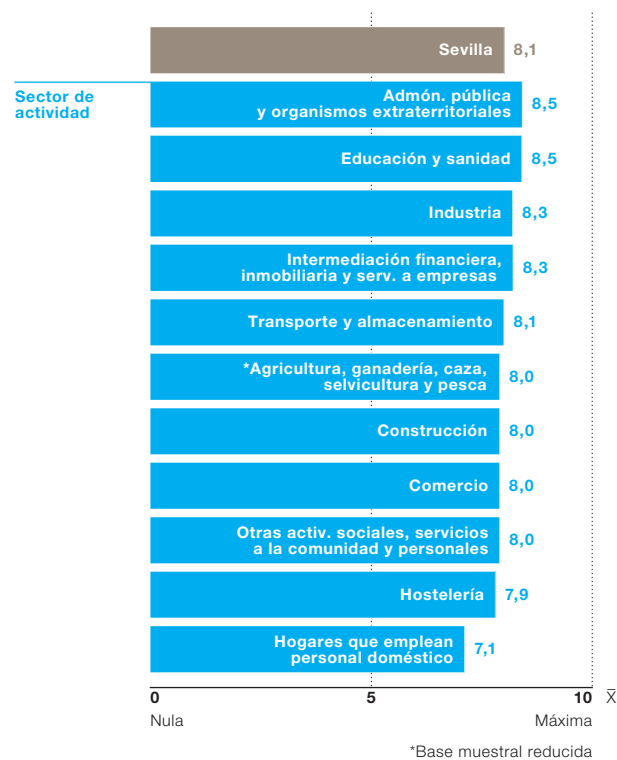 Sevilla 8,1
Sector de
actividad
Admón. pública
y organismos extraterritoriales 8,5
Educación y sanidad 8,5
Industria 8,3
Intermediación financiera,
inmobiliaria y serv. a empresas 8,3
Transporte y almacenamiento 8,1
*Agricultura, ganadería, caza,
selvicultura y pesca 8,0
Construcción 8,0
Comercio 8,0
Otras activ. sociales, servicios
a la comunidad y personales 8,0
Hostelería 7,9
Hogares que emplean
personal doméstico 7,1
0 5 10 X̅
Nula Máxima
*Base muestral reducida